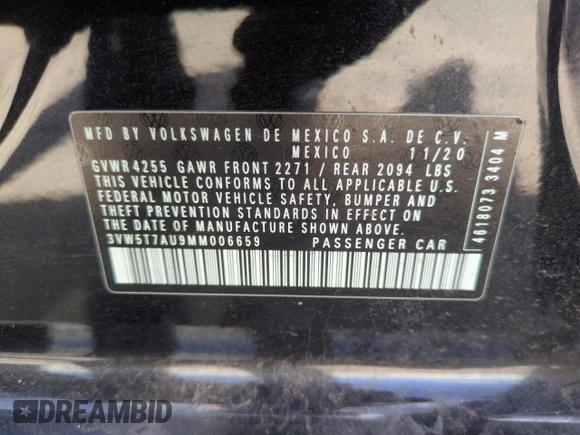 MFD BY VOLKSWAGEN DE MEXICO S.A. DE C.V.
MEXICO 11/20
GVWR 4255 GAWR FRONT 2271 / REAR 2094 LBS
THIS VEHICLE CONFORMS TO ALL APPLICABLE U.S.
FEDERAL MOTOR VEHICLE SAFETY, BUMPER AND
THEFT PREVENTION STANDARDS IN EFFECT ON
THE DATE OF MANUFACTURE SHOWN ABOVE.
3VW5T7AU9MM006659 PASSENGER CAR
4618073 3404 M
DREAMBID